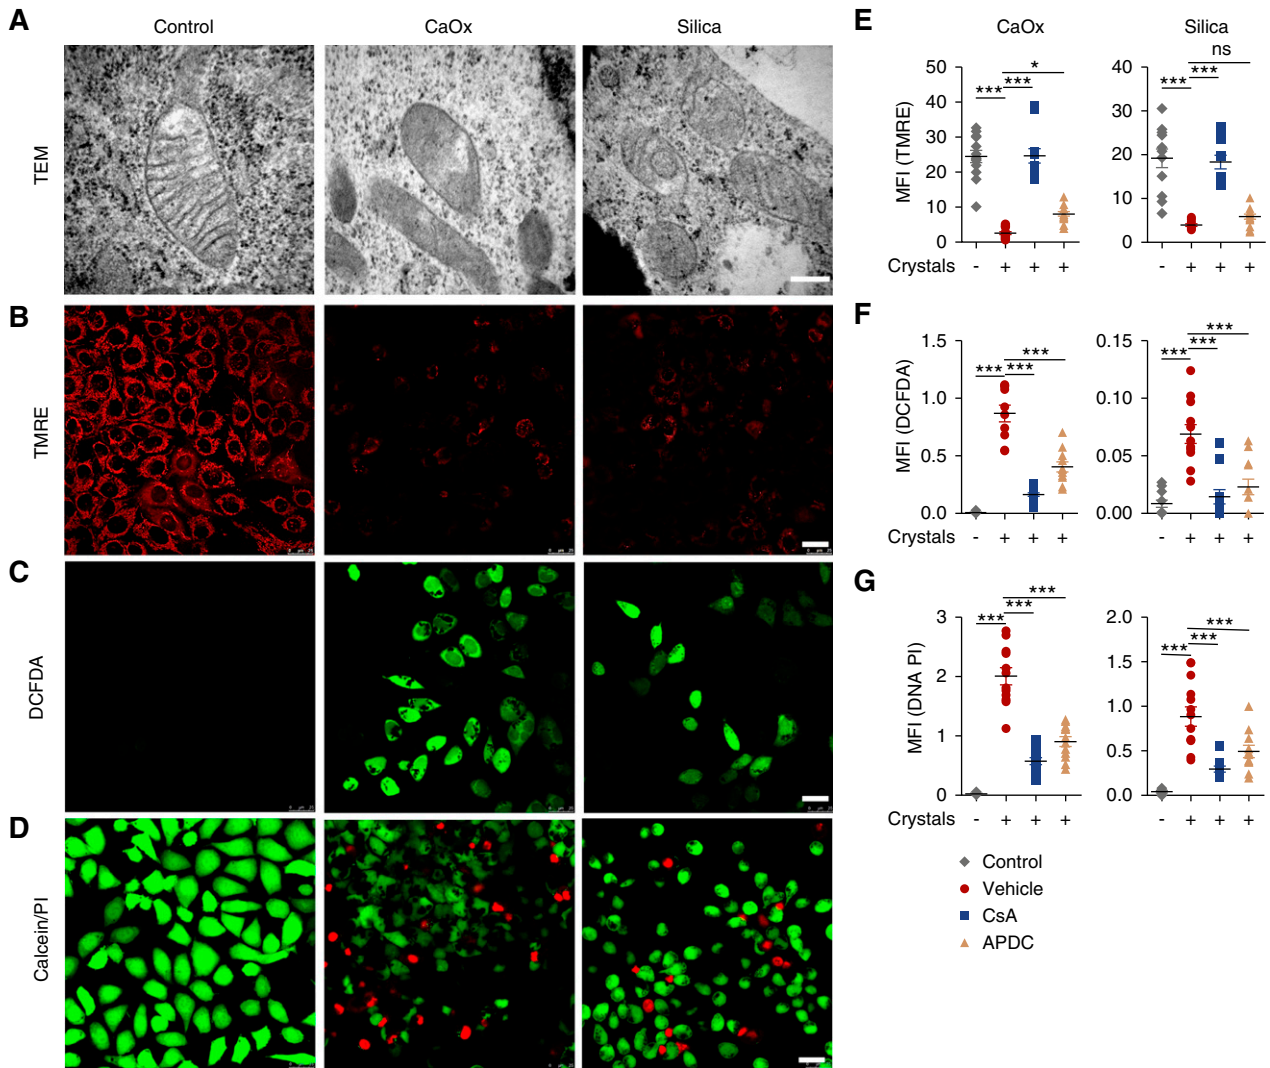 A
Control
CaOx
Silica
TEM
B
TMRE
C
DCFDA
D
Calcein/PI
E
CaOx
Silica
MFI (TMRE)
50
40
30
20
10
0
***
***
*
40
30
20
10
0
***
***
ns
Crystals - + + +
- + + +
F
MFI (DCFDA)
1.5
1.0
0.5
0.0
***
***
***
0.15
0.10
0.05
0.00
***
***
***
Crystals - + + +
- + + +
G
MFI (DNA PI)
3
2
1
0
***
***
***
2.0
1.5
1.0
0.5
0.0
***
***
***
Crystals - + + +
- + + +
Control
Vehicle
CsA
APDC